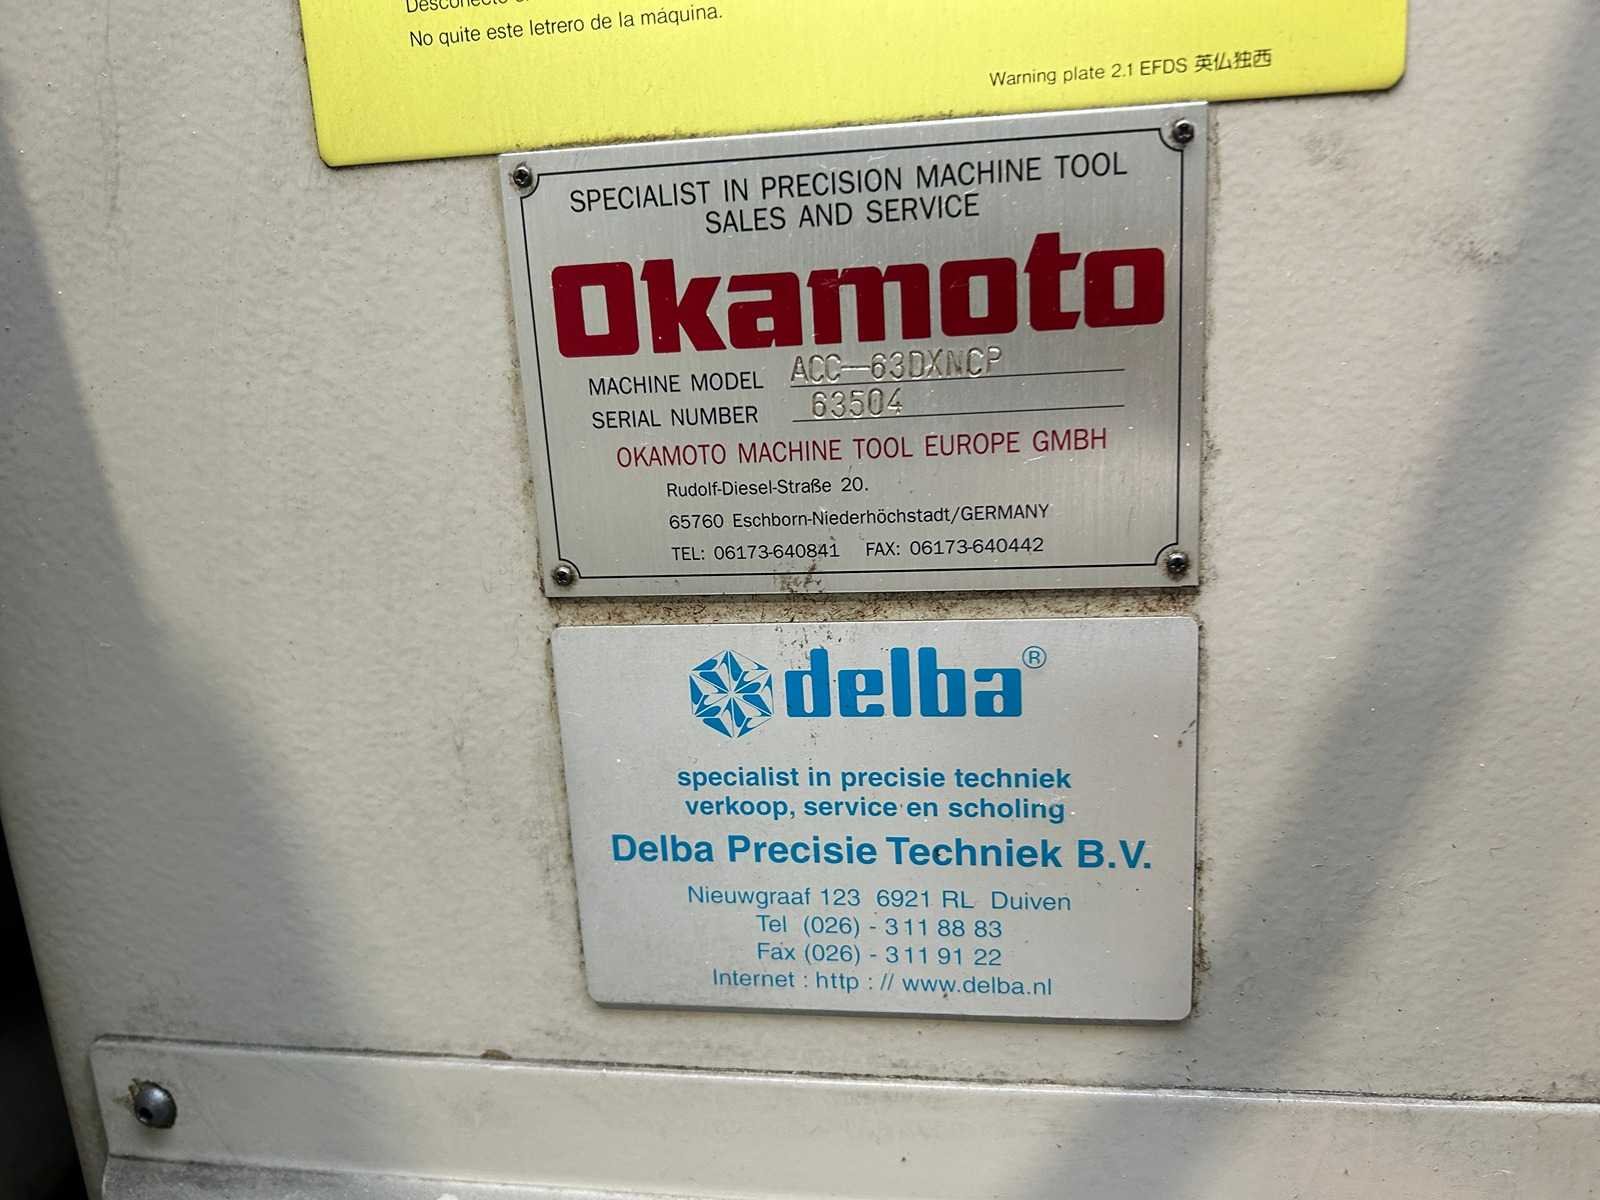 No quite este letrero de la máquina.
Warning plate 2.1 EFDS 英仏独西
SPECIALIST IN PRECISION MACHINE TOOL
SALES AND SERVICE
Okamoto
MACHINE MODEL ACC-63DXNCP
SERIAL NUMBER 63504
OKAMOTO MACHINE TOOL EUROPE GMBH
Rudolf-Diesel-Straße 20.
65760 Eschborn-Niederhöchstadt/GERMANY
TEL: 06173-640841 FAX: 06173-640442
delba®
specialist in precisie techniek
verkoop, service en scholing
Delba Precisie Techniek B.V.
Nieuwgraaf 123 6921 RL Duiven
Tel (026) - 311 88 83
Fax (026) - 311 91 22
Internet : http : // www.delba.nl